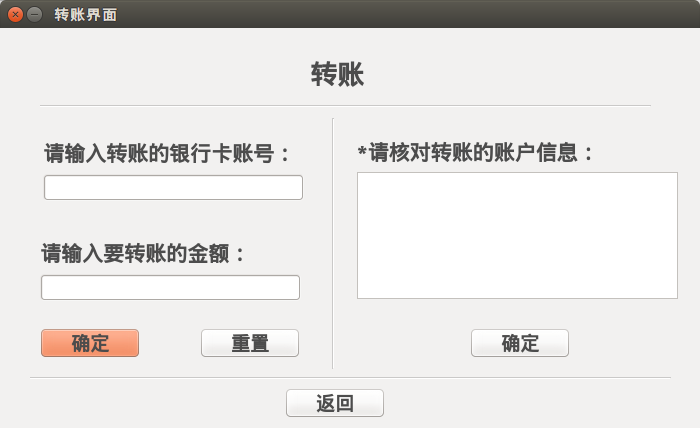 转账界面
转账
请输入转账的银行卡账号：
请输入要转账的金额：
确定
重置
*请核对转账的账户信息：
确定
返回